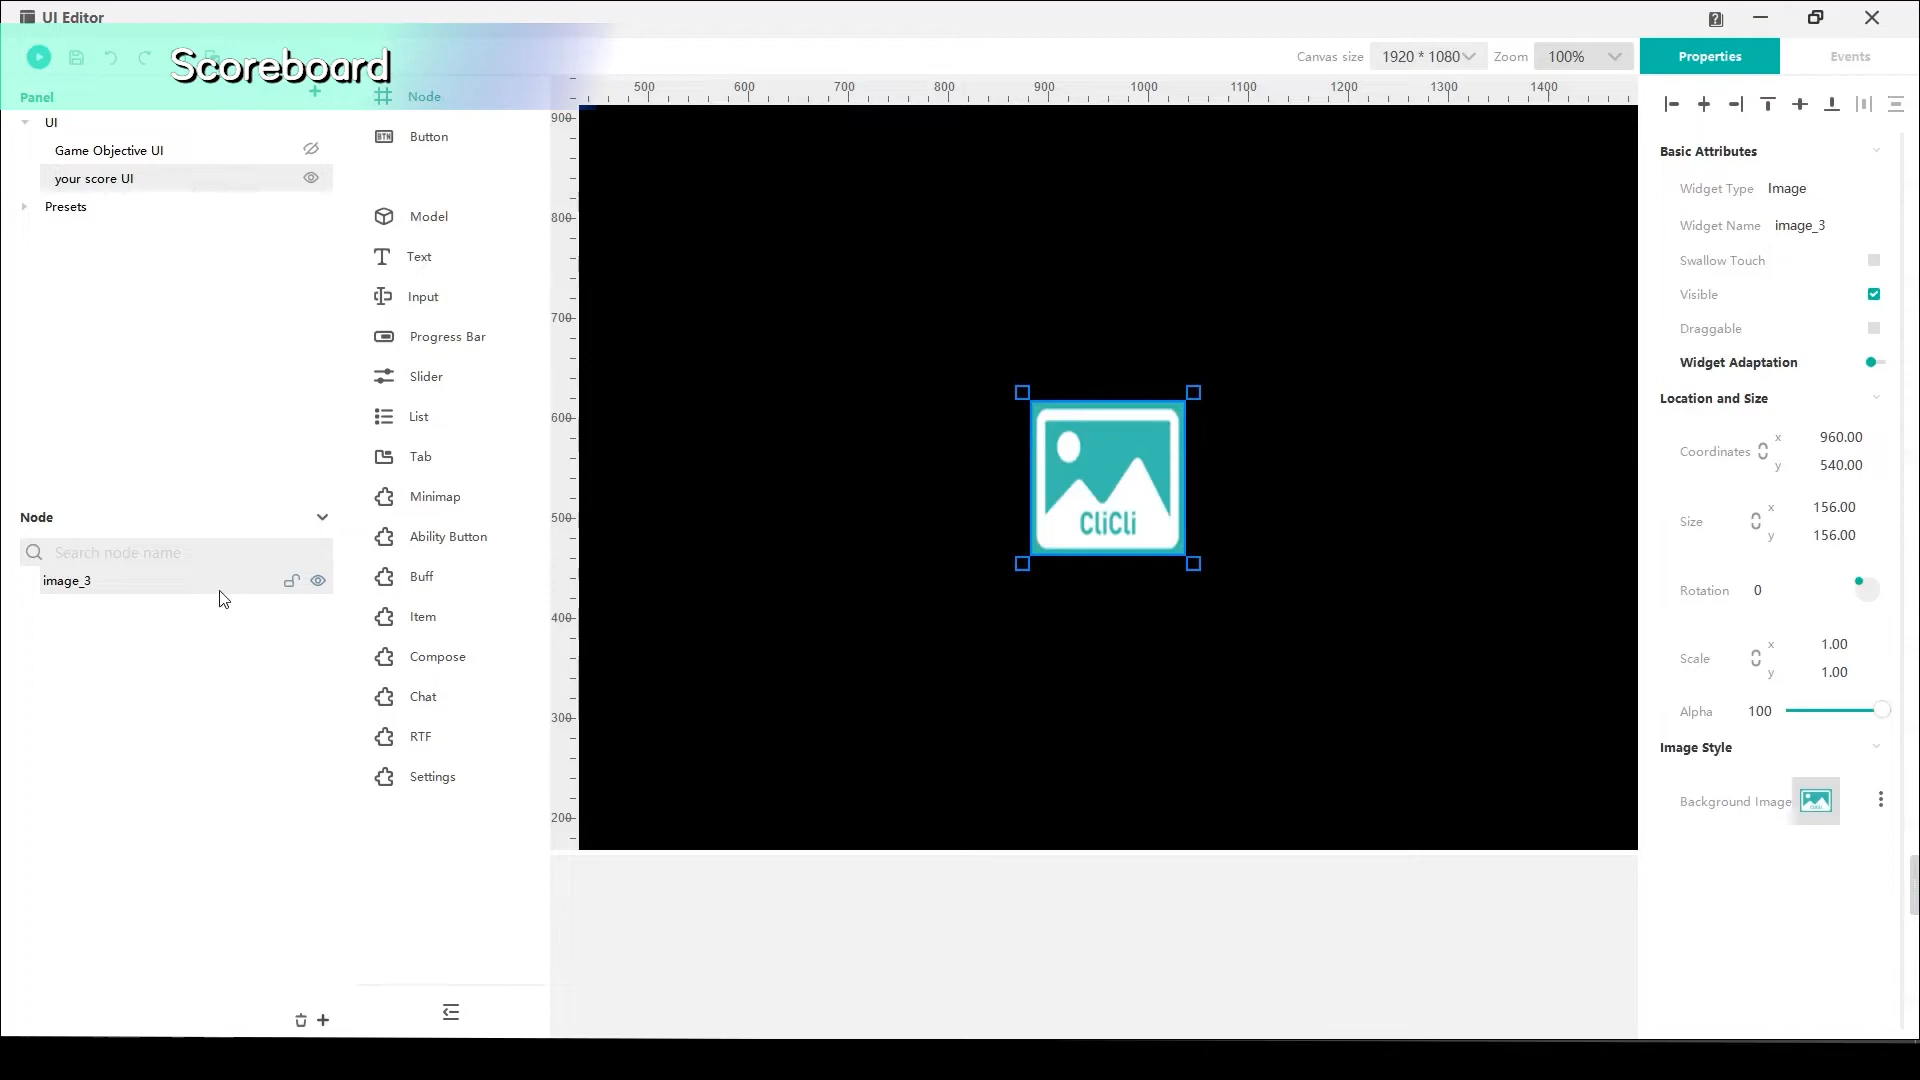 UI Editor
Scoreboard
Canvas size 1920 * 1080 Zoom 100%
Properties Events
Panel
UI
Game Objective UI
your score UI
Presets
Node
Search node name
image_3
Node
Button
Model
Text
Input
Progress Bar
Slider
List
Tab
Minimap
Ability Button
Buff
Item
Compose
Chat
RTF
Settings
500 600 700 800 900 1000 1100 1200 1300 1400
900
800
700
600
500
400
300
200
CliCli
Basic Attributes
Widget Type Image
Widget Name image_3
Swallow Touch
Visible
Draggable
Widget Adaptation
Location and Size
Coordinates x 960.00
y 540.00
Size x 156.00
y 156.00
Rotation 0
Scale x 1.00
y 1.00
Alpha 100
Image Style
Background Image